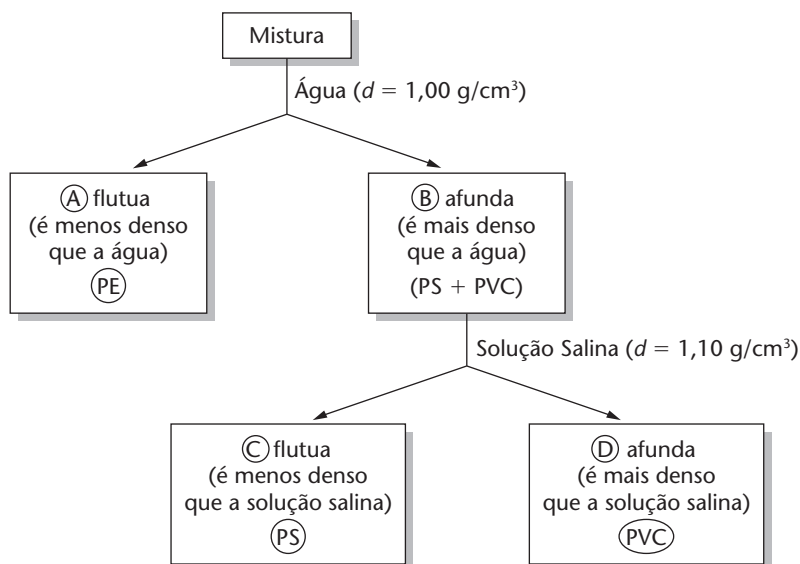 Mistura
Água (d = 1,00 g/cm³)
A flutua
(é menos denso
que a água)
PE
B afunda
(é mais denso
que a água)
(PS + PVC)
Solução Salina (d = 1,10 g/cm³)
C flutua
(é menos denso
que a solução salina)
PS
D afunda
(é mais denso
que a solução salina)
PVC